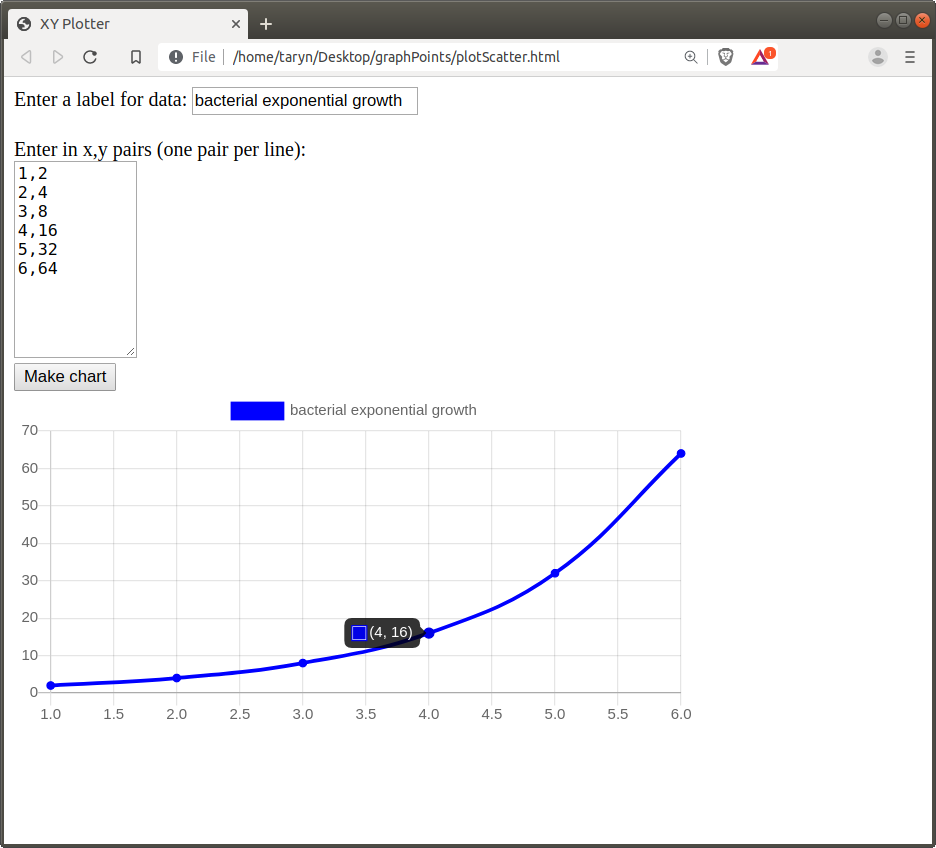 XY Plotter
File | /home/taryn/Desktop/graphPoints/plotScatter.html 1
Enter a label for data: bacterial exponential growth
Enter in x,y pairs (one pair per line):
1,2
2,4
3,8
4,16
5,32
6,64
Make chart
bacterial exponential growth
70
60
50
40
30
20
(4, 16)
10
0
1.0 1.5 2.0 2.5 3.0 3.5 4.0 4.5 5.0 5.5 6.0